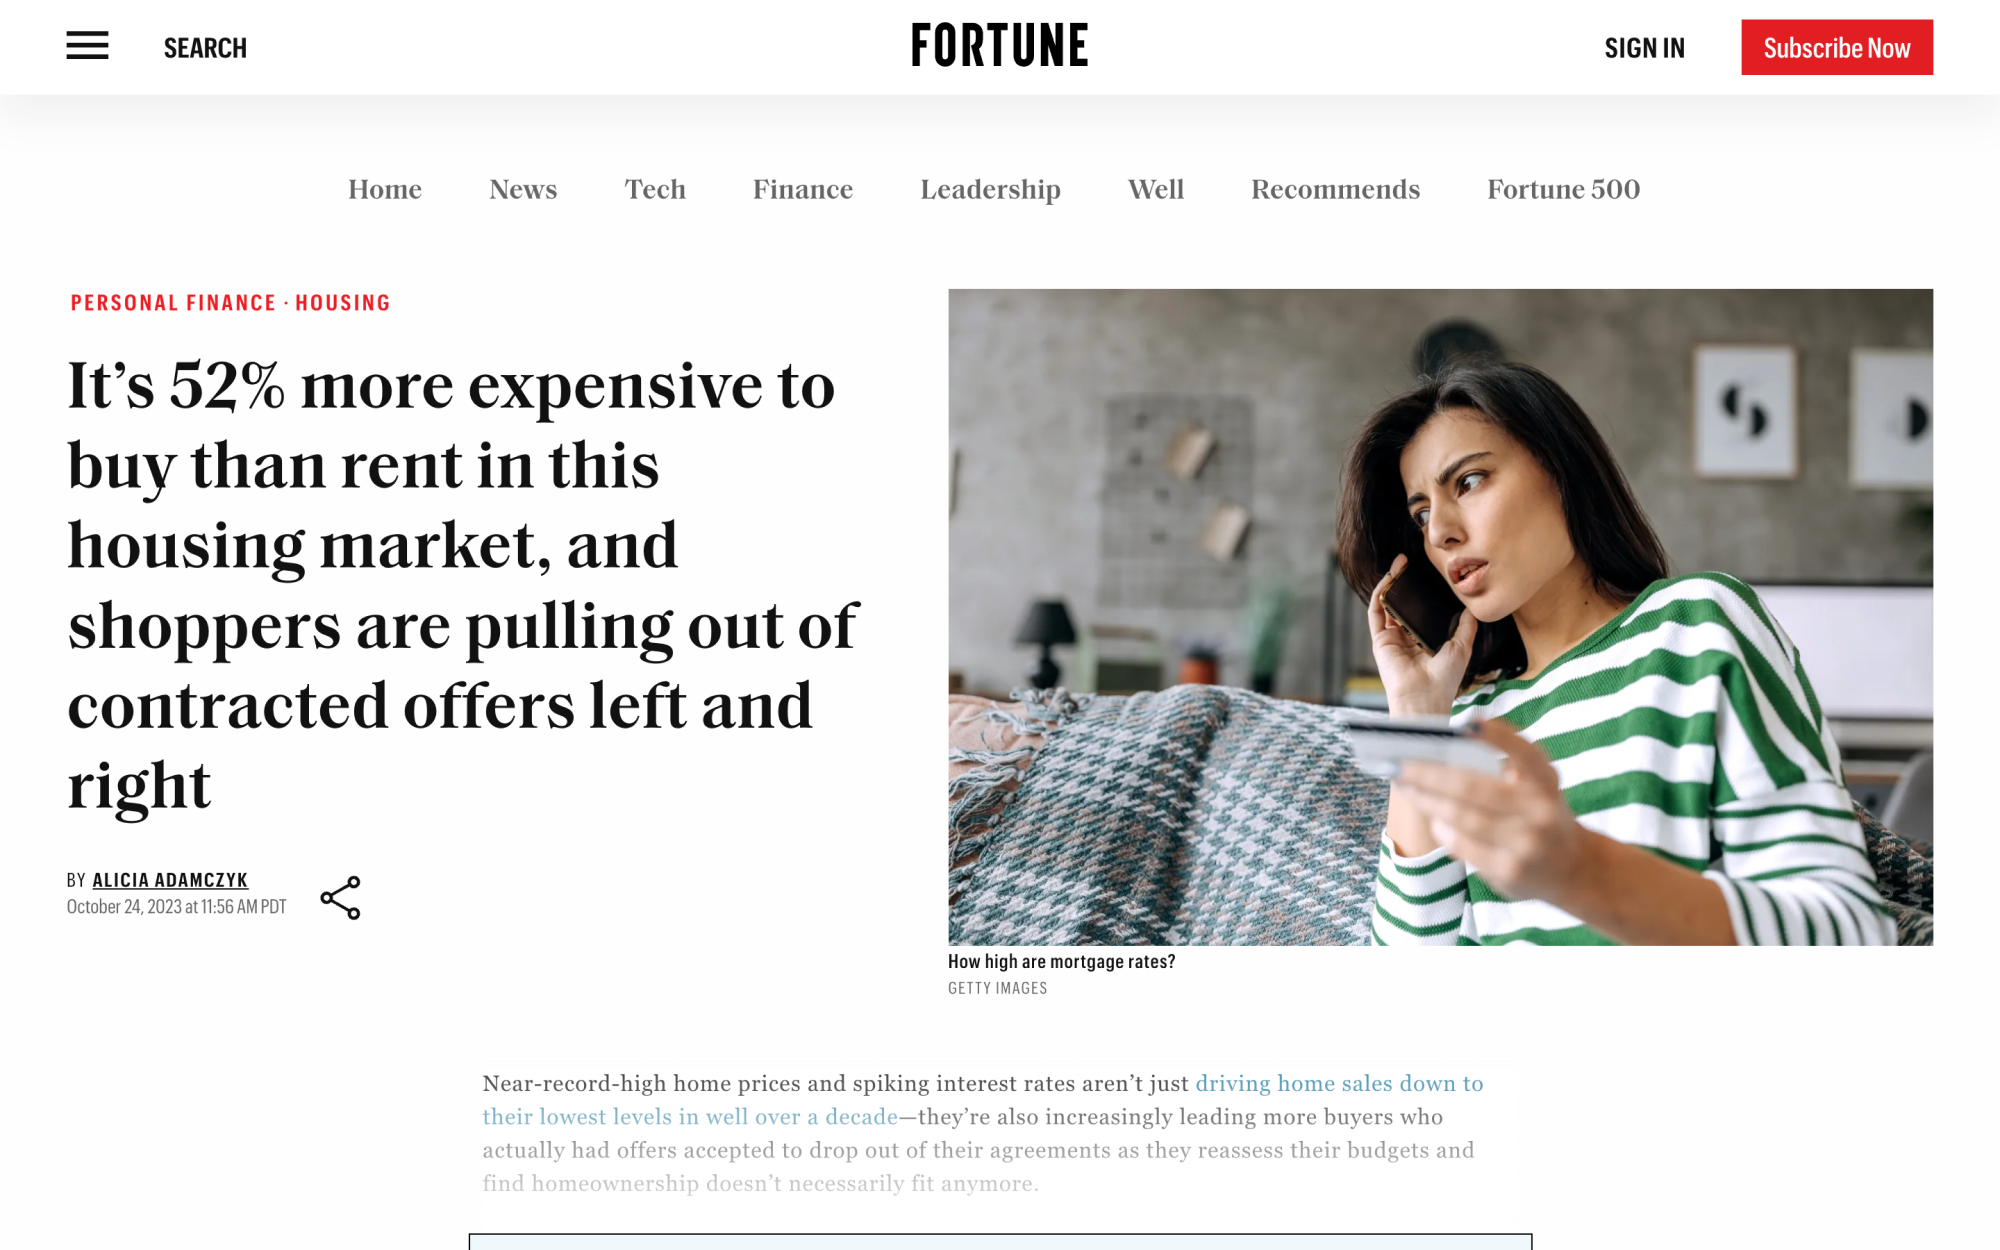 SEARCH
FORTUNE
SIGN IN
Subscribe Now
Home
News
Tech
Finance
Leadership
Well
Recommends
Fortune 500
PERSONAL FINANCE · HOUSING
It’s 52% more expensive to
buy than rent in this
housing market, and
shoppers are pulling out of
contracted offers left and
right
BY ALICIA ADAMCZYK
October 24, 2023 at 11:56 AM PDT
How high are mortgage rates?
GETTY IMAGES
Near-record-high home prices and spiking interest rates aren’t just driving home sales down to
their lowest levels in well over a decade—they’re also increasingly leading more buyers who
actually had offers accepted to drop out of their agreements as they reassess their budgets and
find homeownership doesn’t necessarily fit anymore.